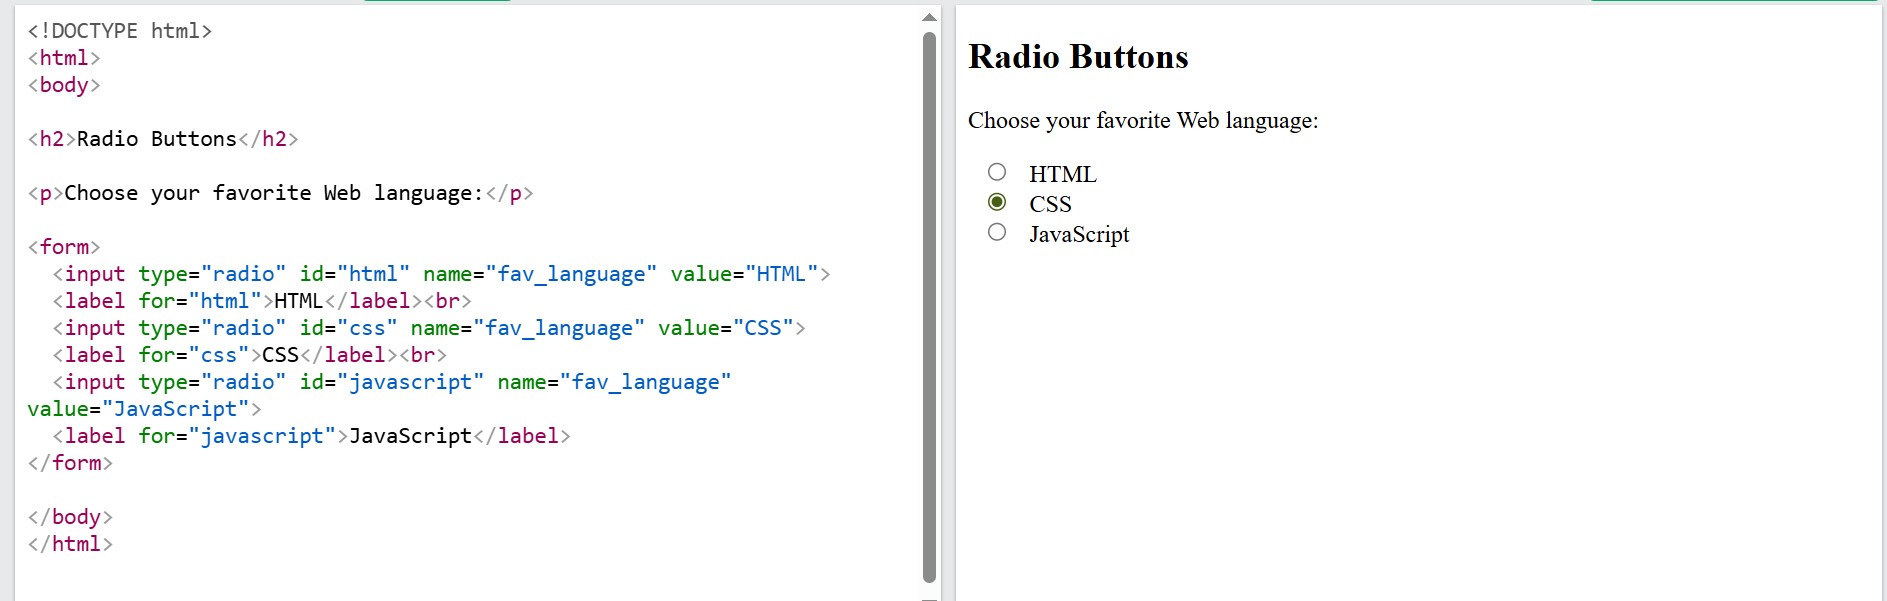 <!DOCTYPE html>
<html>
<body>
<h2>Radio Buttons</h2>
<p>Choose your favorite Web language:</p>
<form>
  <input type="radio" id="html" name="fav_language" value="HTML">
  <label for="html">HTML</label><br>
  <input type="radio" id="css" name="fav_language" value="CSS">
  <label for="css">CSS</label><br>
  <input type="radio" id="javascript" name="fav_language"
value="JavaScript">
  <label for="javascript">JavaScript</label>
</form>
</body>
</html>
Radio Buttons
Choose your favorite Web language:
HTML
CSS
JavaScript